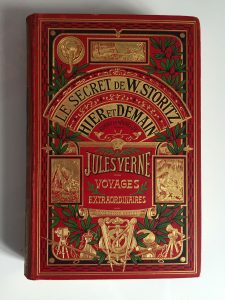 LE SECRET DE W. STORITZ
HIER ET DEMAIN
JULES VERNE
VOYAGES
EXTRAORDINAIRES